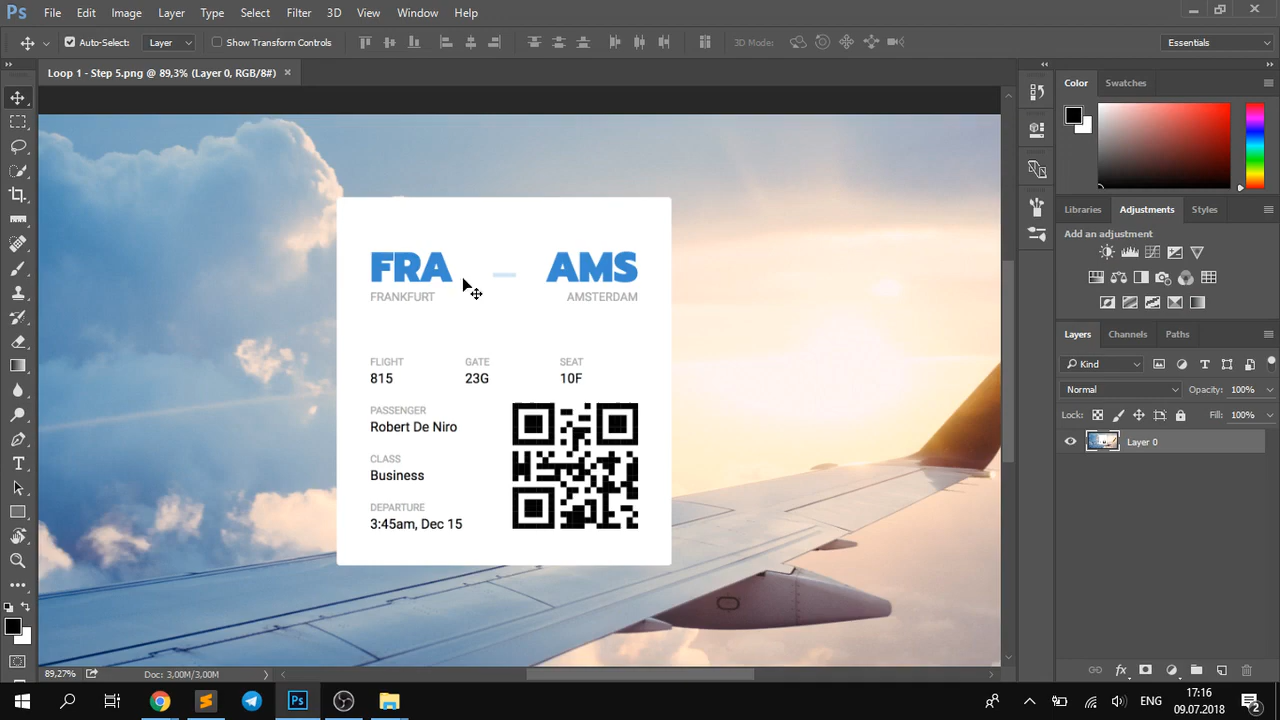 Ps File Edit Image Layer Type Select Filter 3D View Window Help
Auto-Select: Layer Show Transform Controls 3D Mode: Essentials
Loop 1 - Step 5.png @ 89,3% (Layer 0, RGB/8#) ×
Color Swatches
Libraries Adjustments Styles
Add an adjustment
FRA – AMS
FRANKFURT AMSTERDAM
Layers Channels Paths
Kind
FLIGHT GATE SEAT
815 23G 10F
Normal Opacity: 100%
Lock: Fill: 100%
PASSENGER
Robert De Niro
Layer 0
CLASS
Business
DEPARTURE
3:45am, Dec 15
89,27% Doc: 3,00M/3,00M
Ps ENG 17:16
09.07.2018 2